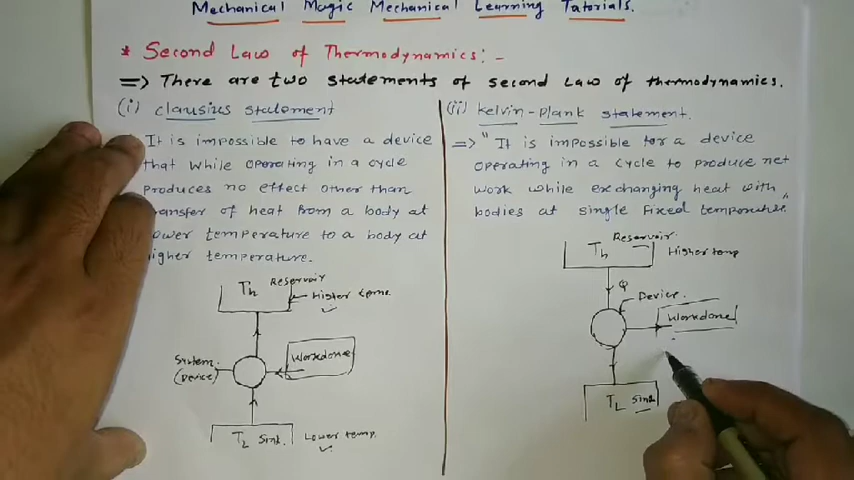 Mechanical Magic Mechanical Learning Tutorials.
* Second Law of Thermodynamics:-
=> There are two statements of second Law of thermodynamics.
(i) clausius statement
It is impossible to have a device
that while operating in a cycle
produces no effect other than
transfer of heat from a body at
lower temperature to a body at
higher temperature.
Th Reservoir
Higher temp.
System
(Device)
Workdone
T2 Sink.
Lower temp.
(ii) kelvin-plank statement.
=> "It is impossible for a device
operating in a cycle to produce net
work while exchanging heat with
bodies at single fixed temperature."
Th Reservoir
Higher temp
Q
Device.
Workdone
TL Sink